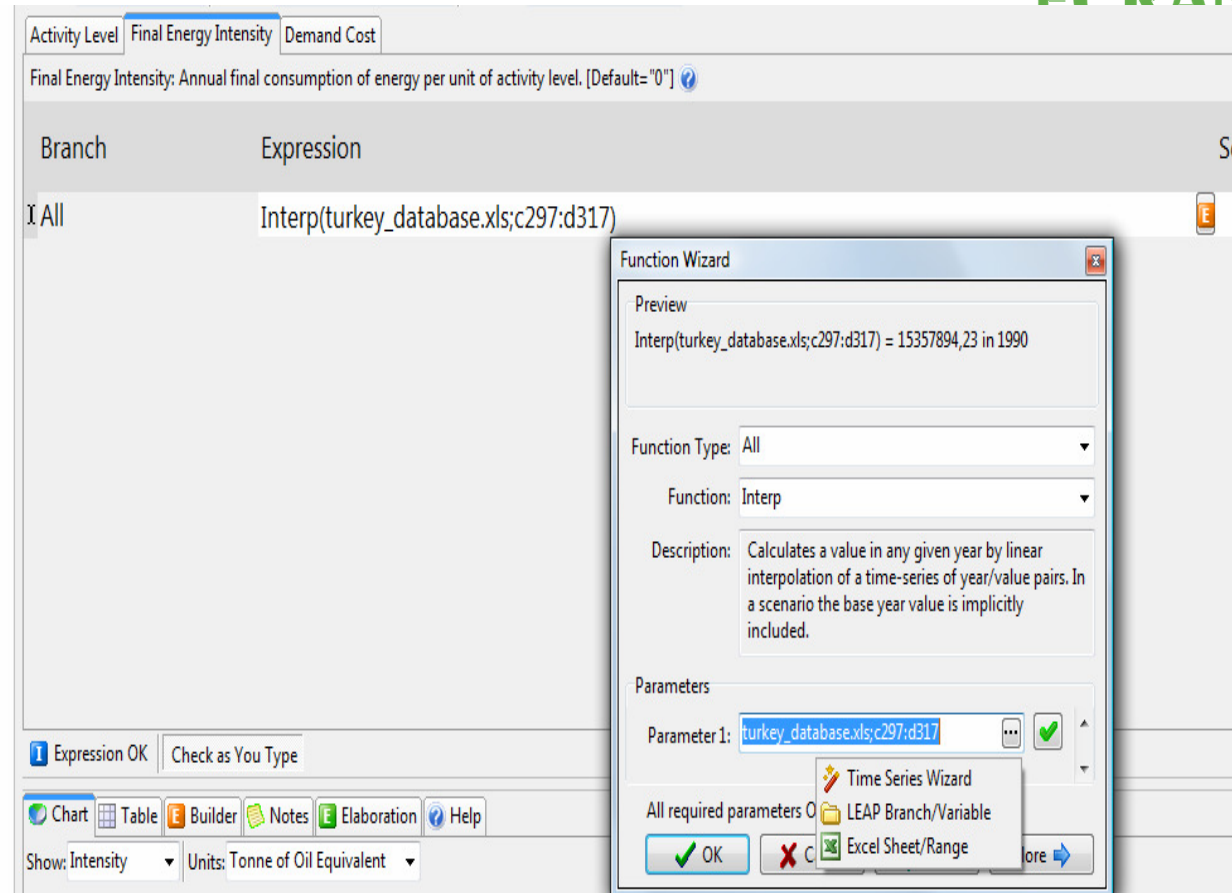 Activity Level Final Energy Intensity Demand Cost
Final Energy Intensity: Annual final consumption of energy per unit of activity level. [Default="0"]
Branch Expression
All Interp(turkey_database.xls;c297:d317)
Function Wizard
Preview
Interp(turkey_database.xls;c297:d317) = 15357894,23 in 1990
Function Type: All
Function: Interp
Description: Calculates a value in any given year by linear
interpolation of a time-series of year/value pairs. In
a scenario the base year value is implicitly
included.
Parameters
Parameter 1: turkey_database.xls;c297:d317
Time Series Wizard
LEAP Branch/Variable
Excel Sheet/Range
All required parameters
OK
Expression OK Check as You Type
Chart Table Builder Notes Elaboration Help
Show: Intensity Units: Tonne of Oil Equivalent